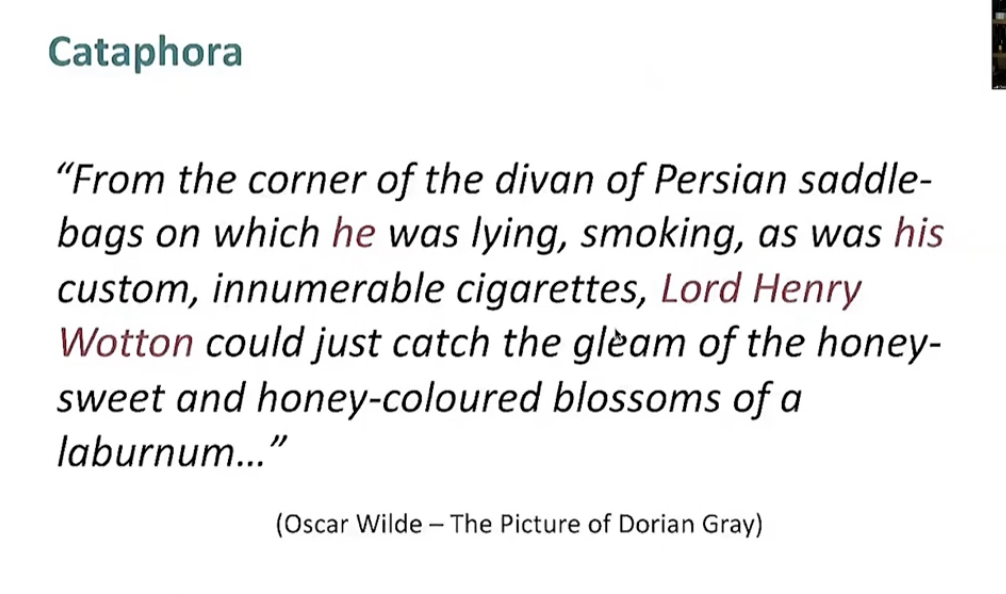 Cataphora
“From the corner of the divan of Persian saddle-
bags on which he was lying, smoking, as was his
custom, innumerable cigarettes, Lord Henry
Wotton could just catch the gleam of the honey-
sweet and honey-coloured blossoms of a
laburnum…”
(Oscar Wilde – The Picture of Dorian Gray)